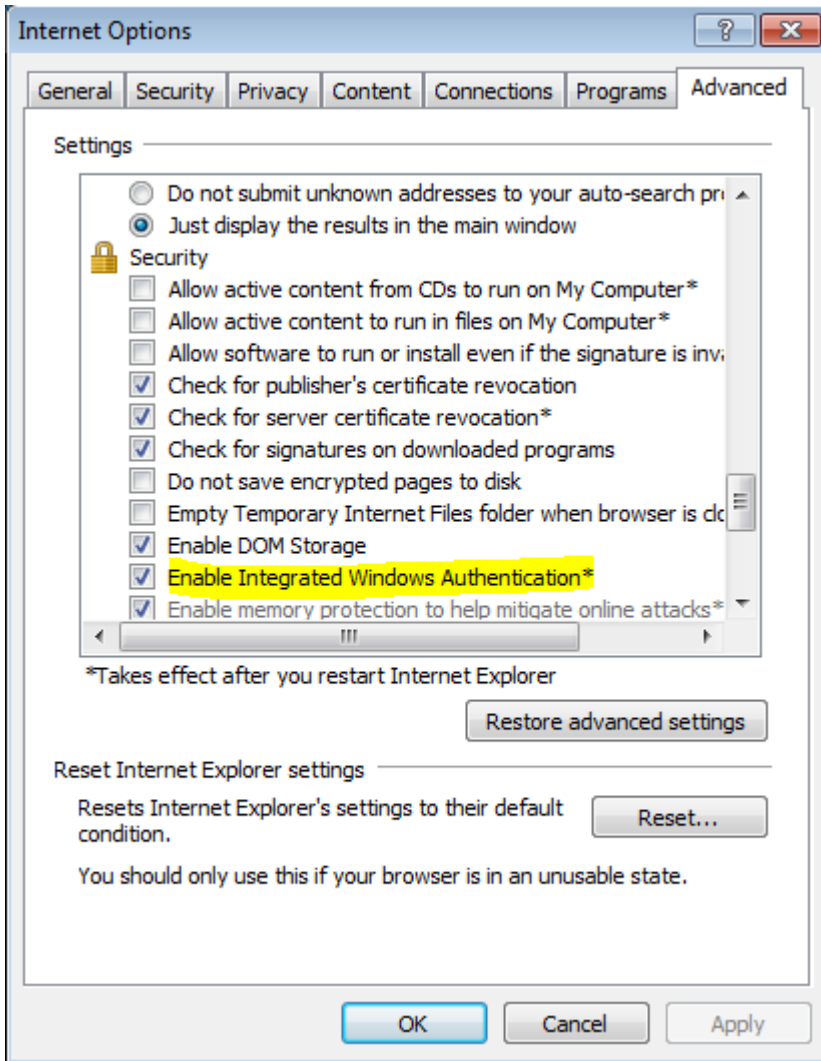 Internet Options
General Security Privacy Content Connections Programs Advanced
Settings
Do not submit unknown addresses to your auto-search pr
Just display the results in the main window
Security
Allow active content from CDs to run on My Computer*
Allow active content to run in files on My Computer*
Allow software to run or install even if the signature is inv
Check for publisher's certificate revocation
Check for server certificate revocation*
Check for signatures on downloaded programs
Do not save encrypted pages to disk
Empty Temporary Internet Files folder when browser is
Enable DOM Storage
Enable Integrated Windows Authentication*
Enable memory protection to help mitigate online attacks*
*Takes effect after you restart Internet Explorer
Restore advanced settings
Reset Internet Explorer settings
Resets Internet Explorer's settings to their default
condition.
Reset...
You should only use this if your browser is in an unusable state.
OK Cancel Apply